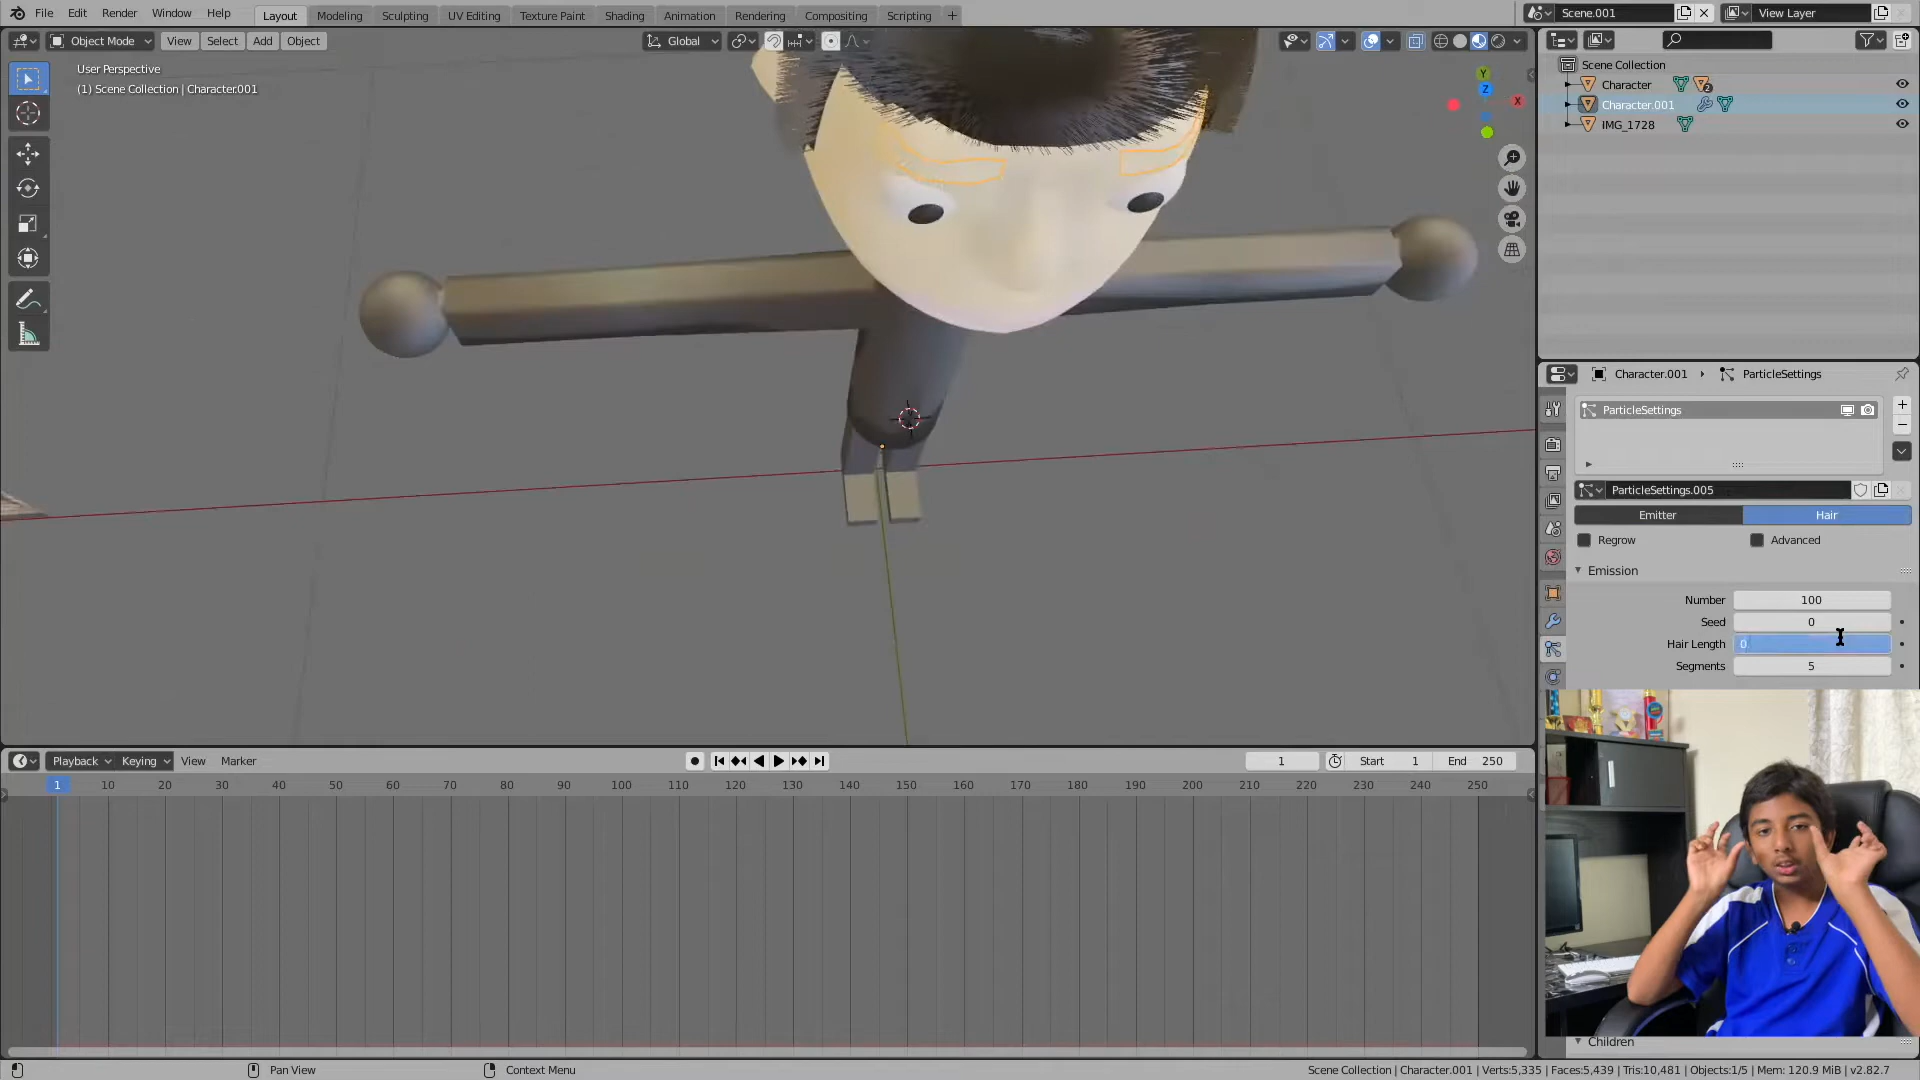 File Edit Render Window Help Layout Modeling Sculpting UV Editing Texture Paint Shading Animation Rendering Compositing Scripting +
Scene.001
View Layer
Object Mode View Select Add Object
Global
User Perspective
(1) Scene Collection | Character.001
Y
Z
X
Scene Collection
Character
2
Character.001
IMG_1728
Character.001 › ParticleSettings
ParticleSettings
ParticleSettings.005
Emitter Hair
Regrow Advanced
Emission
Number 100
Seed 0
Hair Length 0
Segments 5
Children
Playback Keying View Marker
1
Start 1
End 250
1 10 20 30 40 50 60 70 80 90 100 110 120 130 140 150 160 170 180 190 200 210 220 230 240 250
Pan View
Context Menu
Scene Collection | Character.001 | Verts:5,335 | Faces:5,439 | Tris:10,481 | Objects:1/5 | Mem: 120.9 MiB | v2.82.7